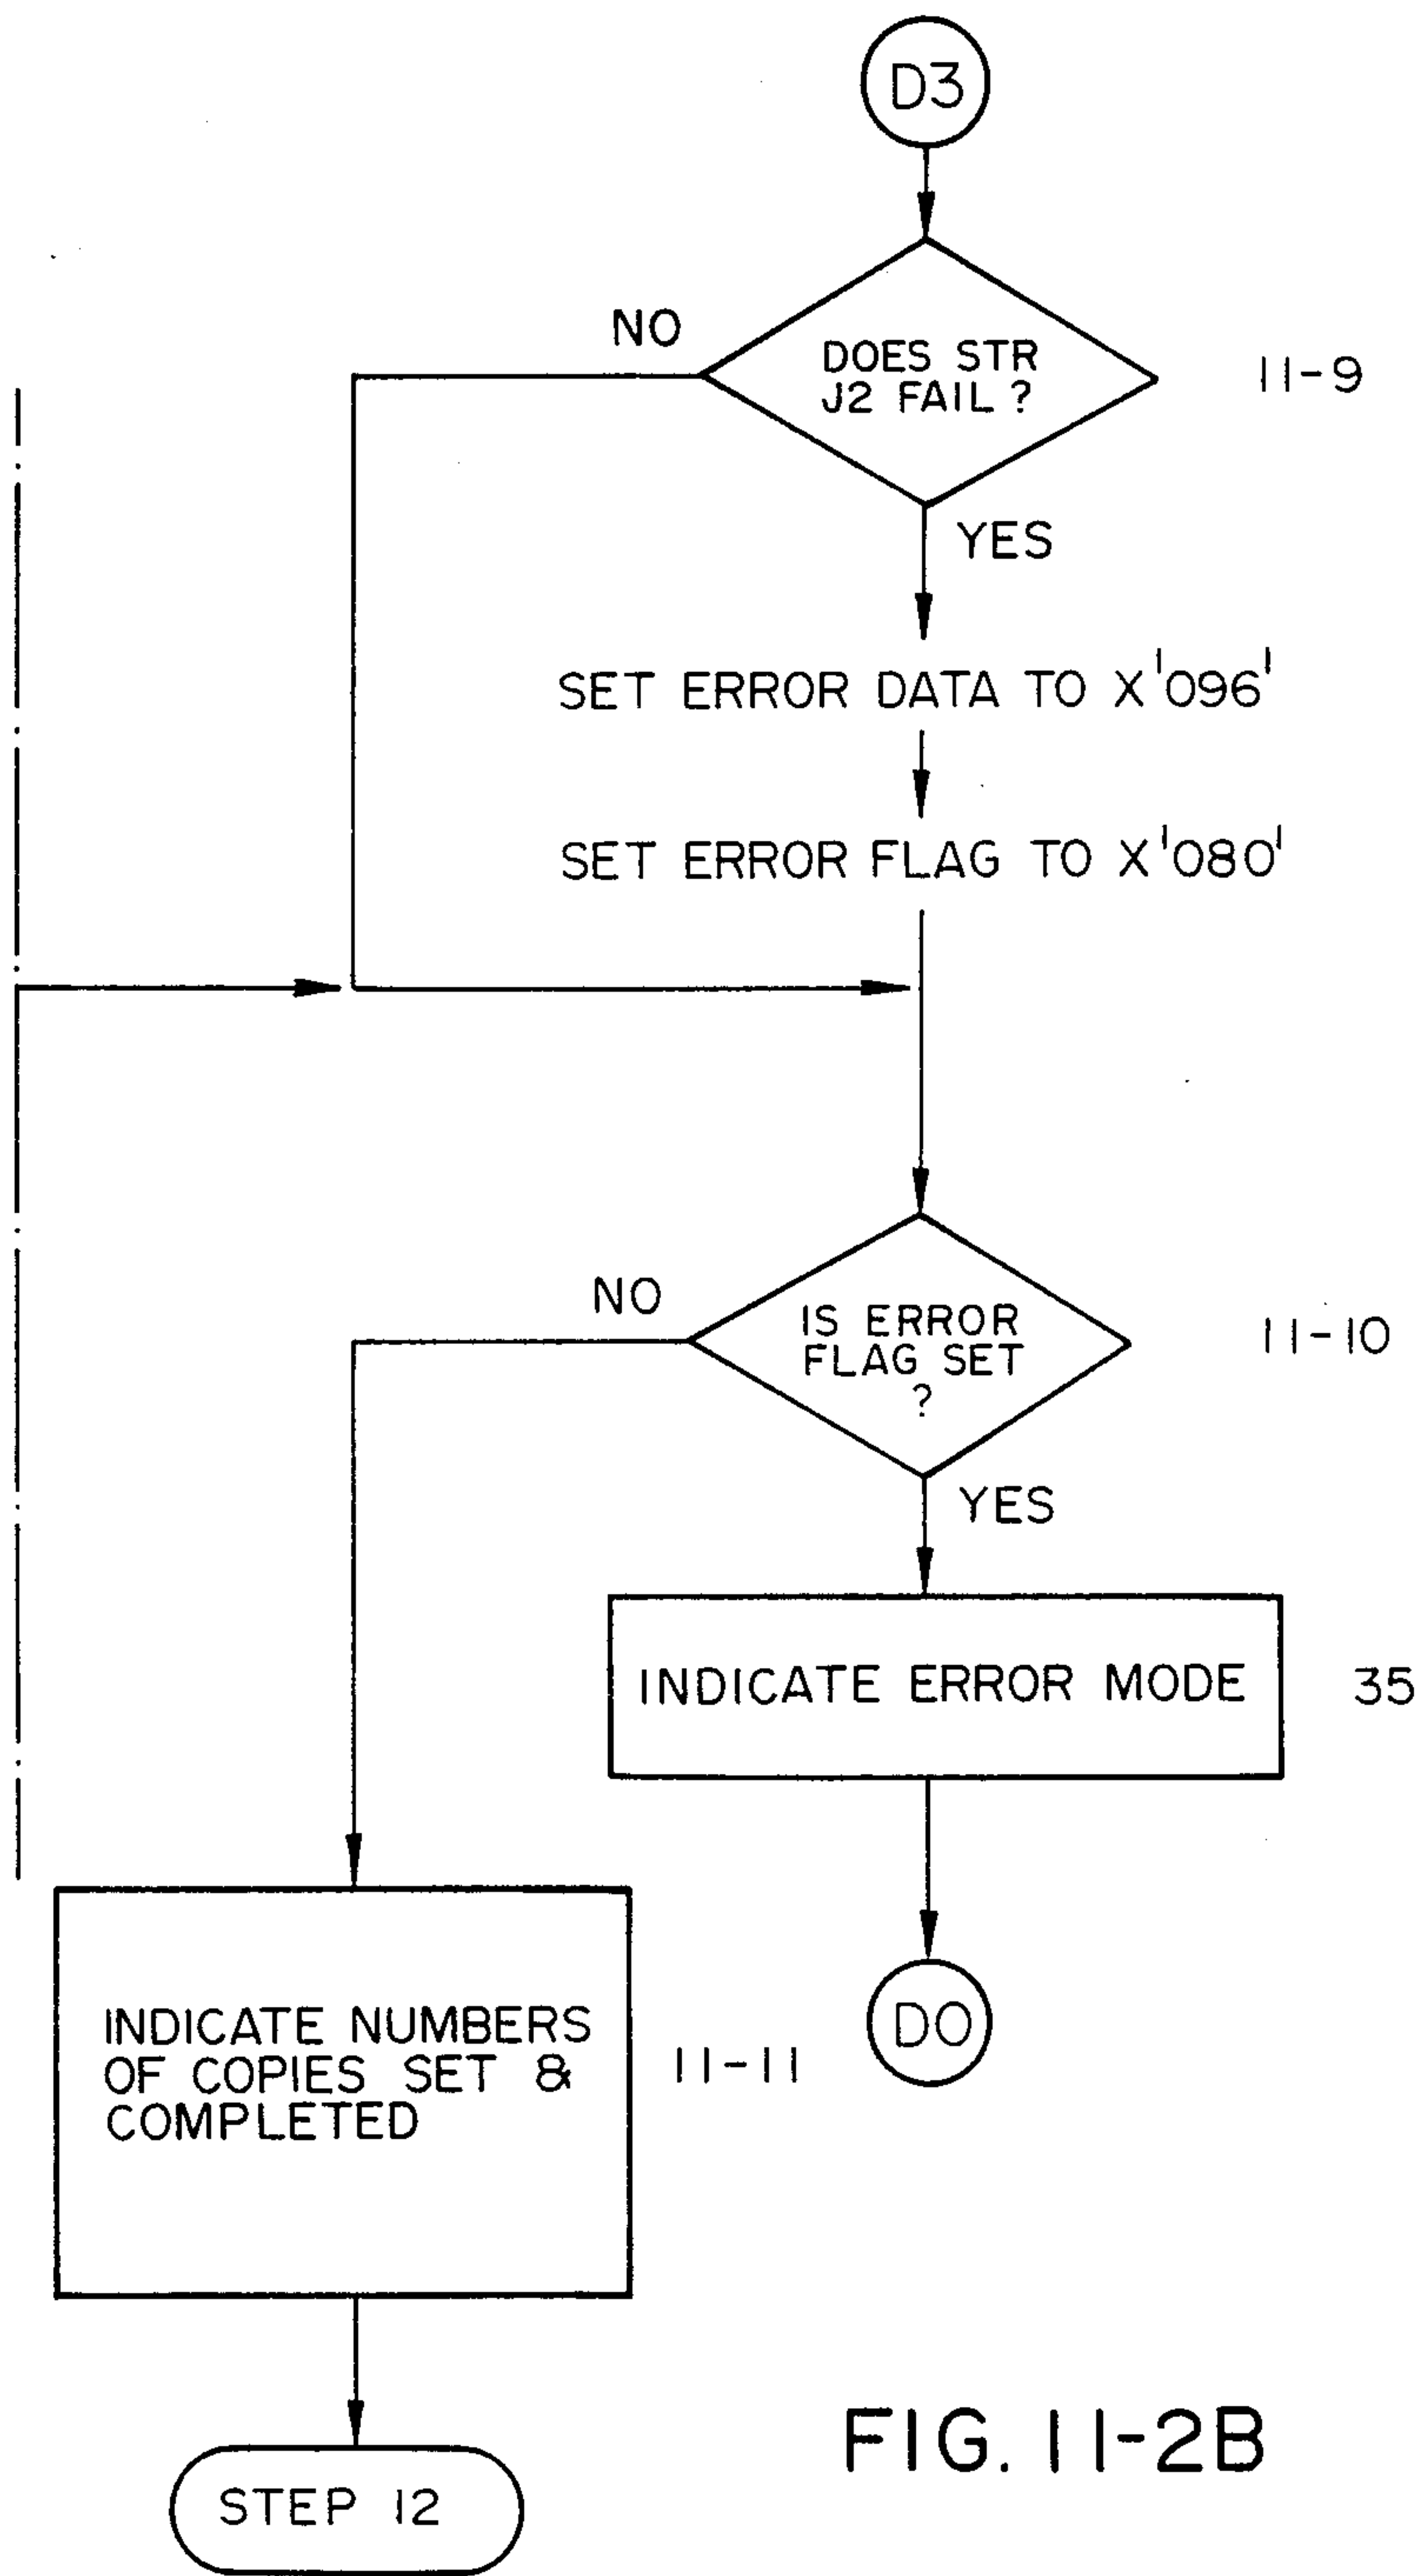 D3
NO
DOES STR
J2 FAIL ?
11-9
YES
SET ERROR DATA TO X'096'
SET ERROR FLAG TO X'080'
NO
IS ERROR
FLAG SET
?
11-10
YES
INDICATE ERROR MODE
35
INDICATE NUMBERS
OF COPIES SET &
COMPLETED
11-11
D0
STEP 12
FIG. 11-2B